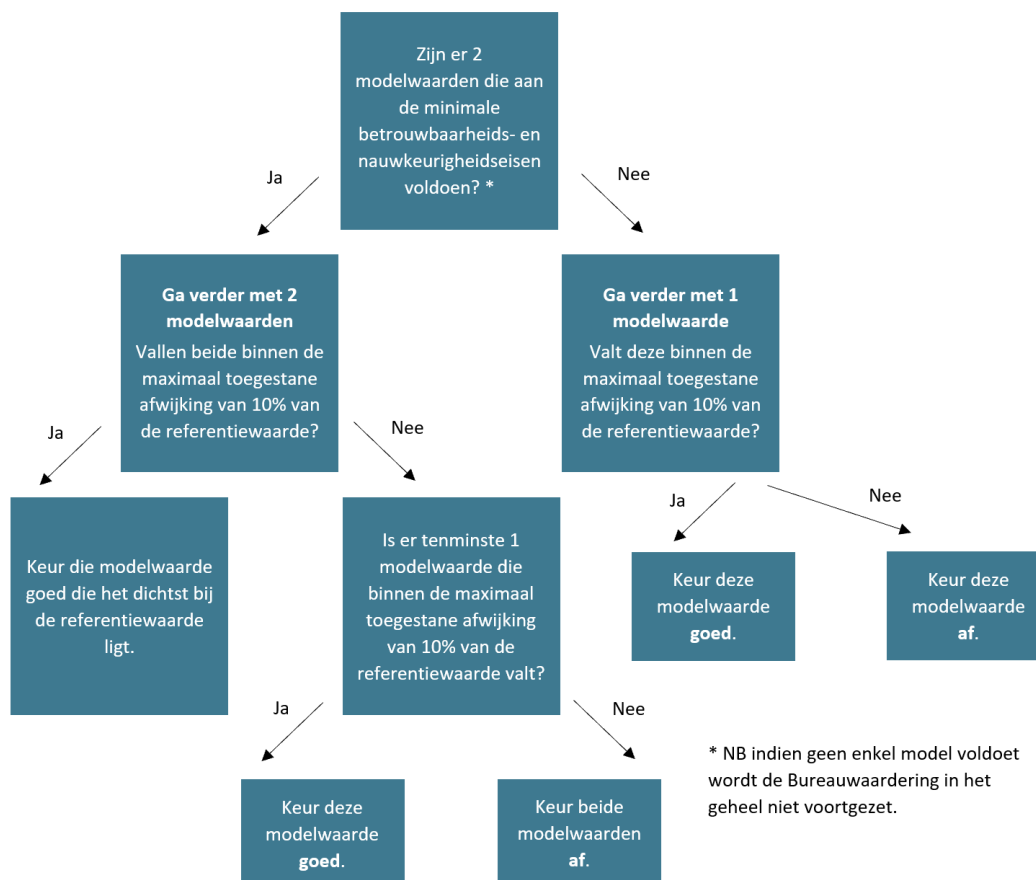 Zijn er 2
modelwaarden die aan
de minimale
betrouwbaarheids- en
nauwkeurigheidseisen
voldoen? *
Ja
Nee
Ga verder met 2
modelwaarden
Vallen beide binnen de
maximaal toegestane
afwijking van 10% van
de referentiewaarde?
Ga verder met 1
modelwaarde
Valt deze binnen de
maximaal toegestane
afwijking van 10% van
de referentiewaarde?
Ja
Nee
Ja
Nee
Keur die modelwaarde
goed die het dichtst bij
de referentiewaarde
ligt.
Is er tenminste 1
modelwaarde die
binnen de maximaal
toegestane afwijking
van 10% van de
referentiewaarde valt?
Keur deze
modelwaarde
goed.
Keur deze
modelwaarde
af.
Ja
Nee
Keur deze
modelwaarde
goed.
Keur beide
modelwaarden
af.
* NB indien geen enkel model voldoet
wordt de Bureauwaardering in het
geheel niet voortgezet.